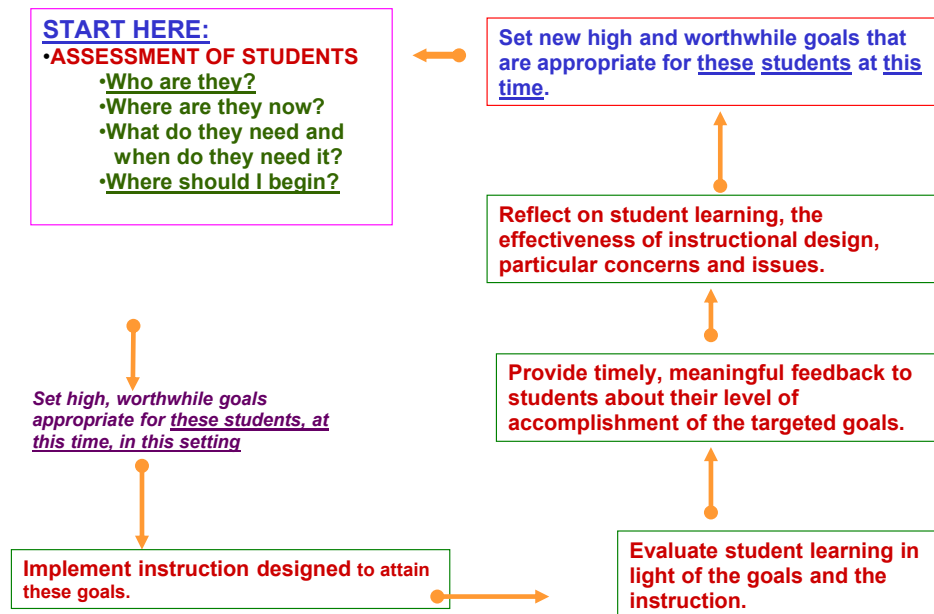 START HERE:
•ASSESSMENT OF STUDENTS
•Who are they?
•Where are they now?
•What do they need and
when do they need it?
•Where should I begin?
Set high, worthwhile goals
appropriate for these students, at
this time, in this setting
Implement instruction designed to attain
these goals.
Evaluate student learning in
light of the goals and the
instruction.
Provide timely, meaningful feedback to
students about their level of
accomplishment of the targeted goals.
Reflect on student learning, the
effectiveness of instructional design,
particular concerns and issues.
Set new high and worthwhile goals that
are appropriate for these students at this
time.